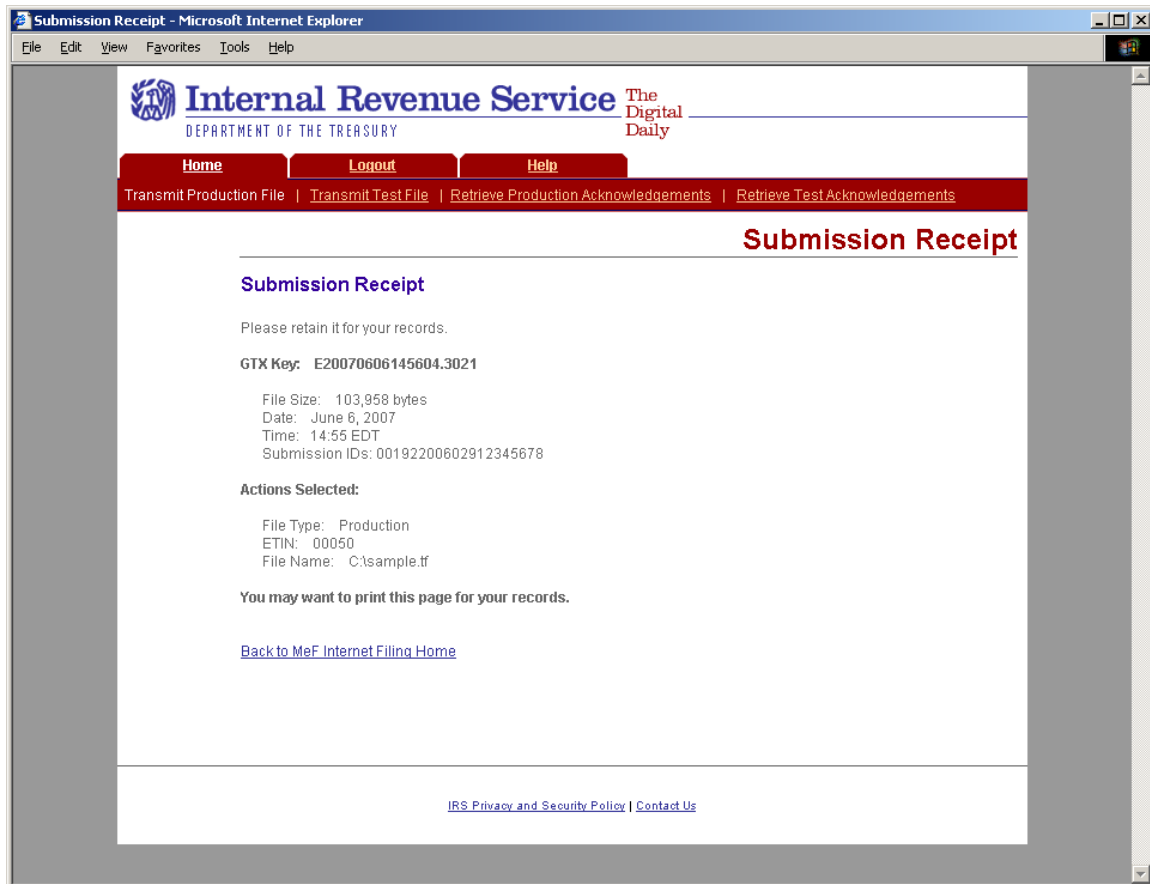 Submission Receipt - Microsoft Internet Explorer
File Edit View Favorites Tools Help
Internal Revenue Service
DEPARTMENT OF THE TREASURY
The
Digital
Daily
Home Logout Help
Transmit Production File | Transmit Test File | Retrieve Production Acknowledgements | Retrieve Test Acknowledgements
Submission Receipt
Submission Receipt
Please retain it for your records.
GTX Key: E20070606145604.3021
File Size: 103,958 bytes
Date: June 6, 2007
Time: 14:55 EDT
Submission IDs: 00192200602912345678
Actions Selected:
File Type: Production
ETIN: 00050
File Name: C:\sample.tf
You may want to print this page for your records.
Back to MeF Internet Filing Home
IRS Privacy and Security Policy | Contact Us